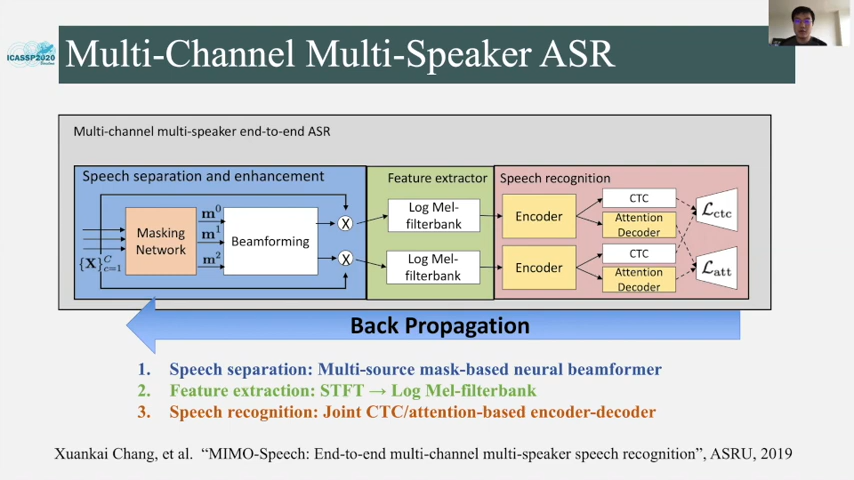 ICASSP2020
Multi-Channel Multi-Speaker ASR
Multi-channel multi-speaker end-to-end ASR
Speech separation and enhancement
Feature extractor
Speech recognition
Masking
Network
m⁰
m¹
m²
{X}ᶜ_c=1
Beamforming
X
X
Log Mel-
filterbank
Log Mel-
filterbank
Encoder
Encoder
CTC
Attention
Decoder
CTC
Attention
Decoder
ℒctc
ℒatt
Back Propagation
1. Speech separation: Multi-source mask-based neural beamformer
2. Feature extraction: STFT → Log Mel-filterbank
3. Speech recognition: Joint CTC/attention-based encoder-decoder
Xuankai Chang, et al. “MIMO-Speech: End-to-end multi-channel multi-speaker speech recognition”, ASRU, 2019